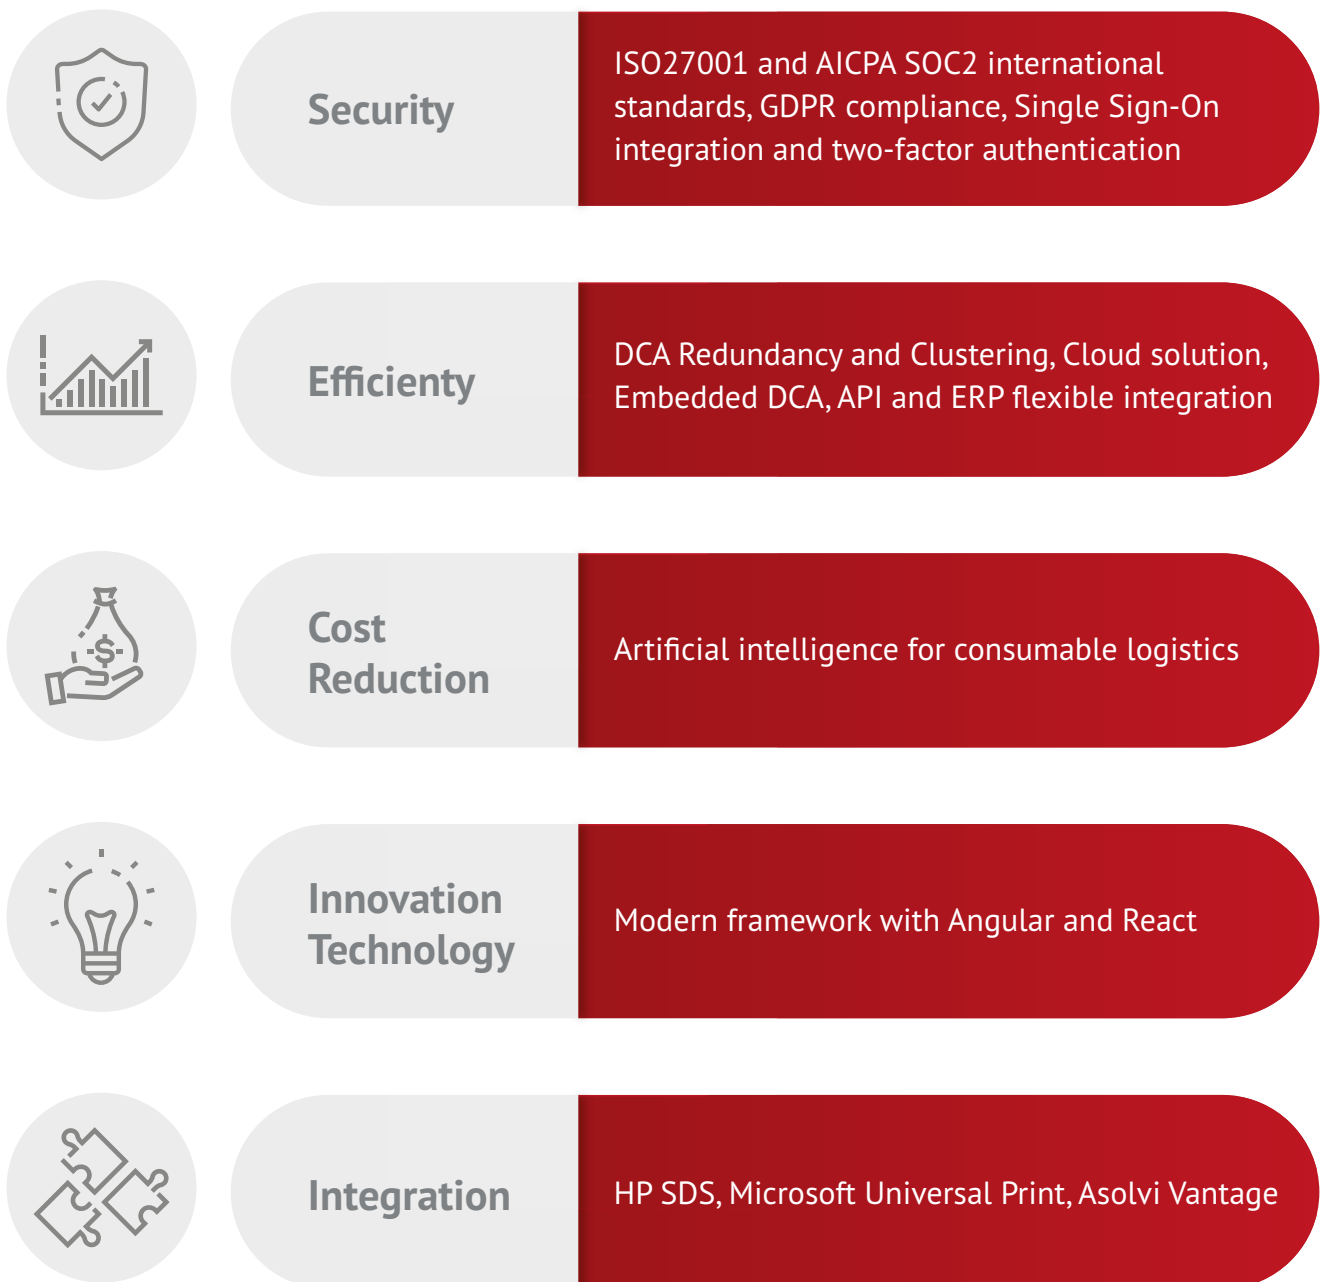 Security
ISO27001 and AICPA SOC2 international
standards, GDPR compliance, Single Sign-On
integration and two-factor authentication
Efficienty
DCA Redundancy and Clustering, Cloud solution,
Embedded DCA, API and ERP flexible integration
Cost
Reduction
Artificial intelligence for consumable logistics
Innovation
Technology
Modern framework with Angular and React
Integration
HP SDS, Microsoft Universal Print, Asolvi Vantage